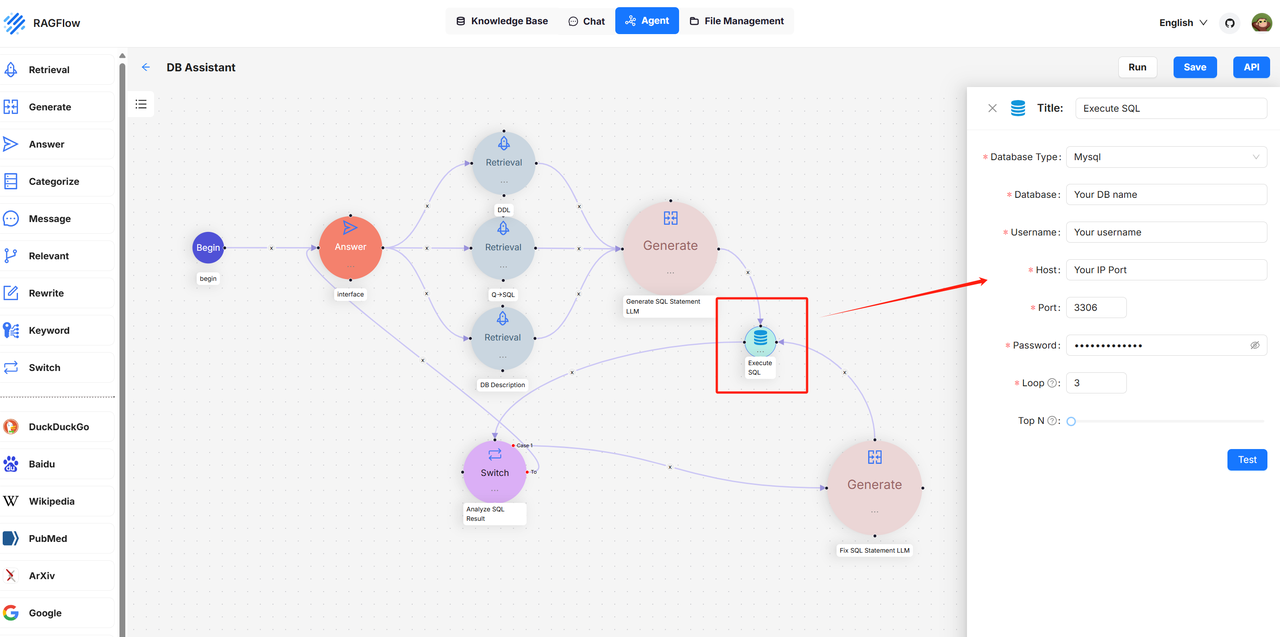 RAGFlow
Knowledge Base
Chat
Agent
File Management
English
Retrieval
Generate
Answer
Categorize
Message
Relevant
Rewrite
Keyword
Switch
DuckDuckGo
Baidu
Wikipedia
PubMed
ArXiv
Google
DB Assistant
Run
Save
API
Begin
begin
Answer
...
interface
Retrieval
...
DDL
Retrieval
...
Q→SQL
Retrieval
...
DB Description
Generate
...
Generate SQL Statement
LLM
...
Execute
SQL
Switch
...
Case 1
To
Analyze SQL
Result
Generate
...
Fix SQL Statement LLM
x
x
x
x
x
x
x
x
x
x
x
x
Title:
Execute SQL
* Database Type:
Mysql
* Database:
Your DB name
* Username:
Your username
* Host:
Your IP Port
* Port:
3306
* Password:
•••••••••••••
* Loop ?:
3
Top N ?:
Test